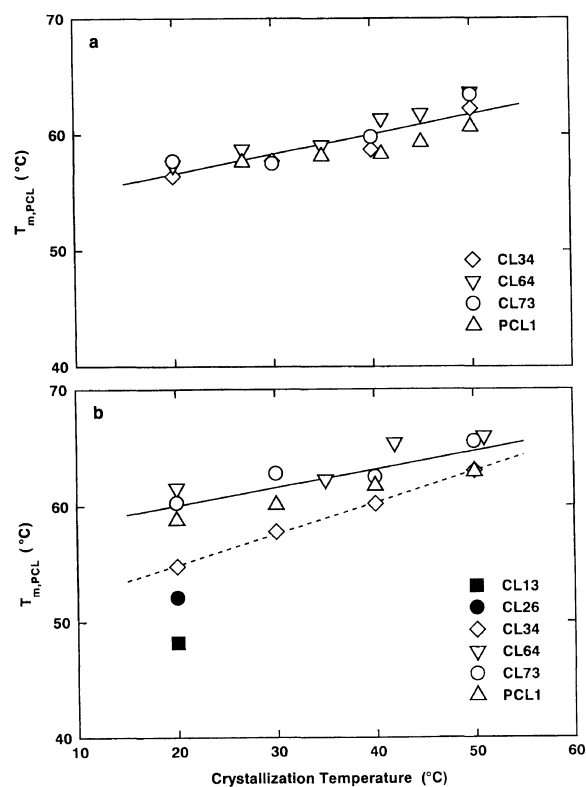 70
a
60
T m,PCL (°C)
50
CL34
CL64
CL73
PCL1
40
70
b
60
T m,PCL (°C)
50
CL13
CL26
CL34
CL64
CL73
PCL1
40
10 20 30 40 50 60
Crystallization Temperature (°C)